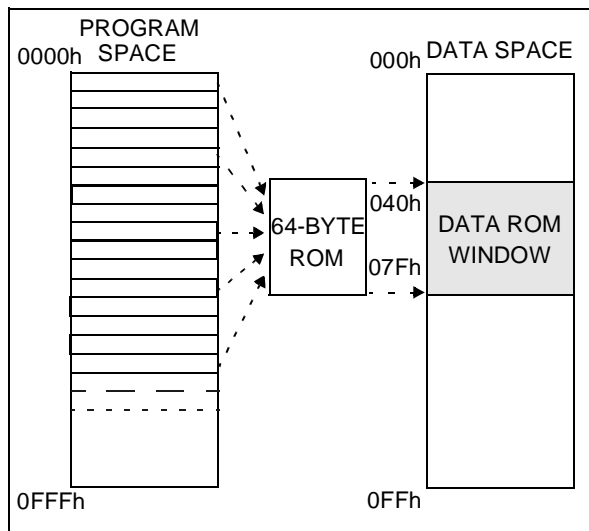 PROGRAM
SPACE
0000h
000h
DATA SPACE
64-BYTE
ROM
040h
07Fh
DATA ROM
WINDOW
0FFFh
0FFh